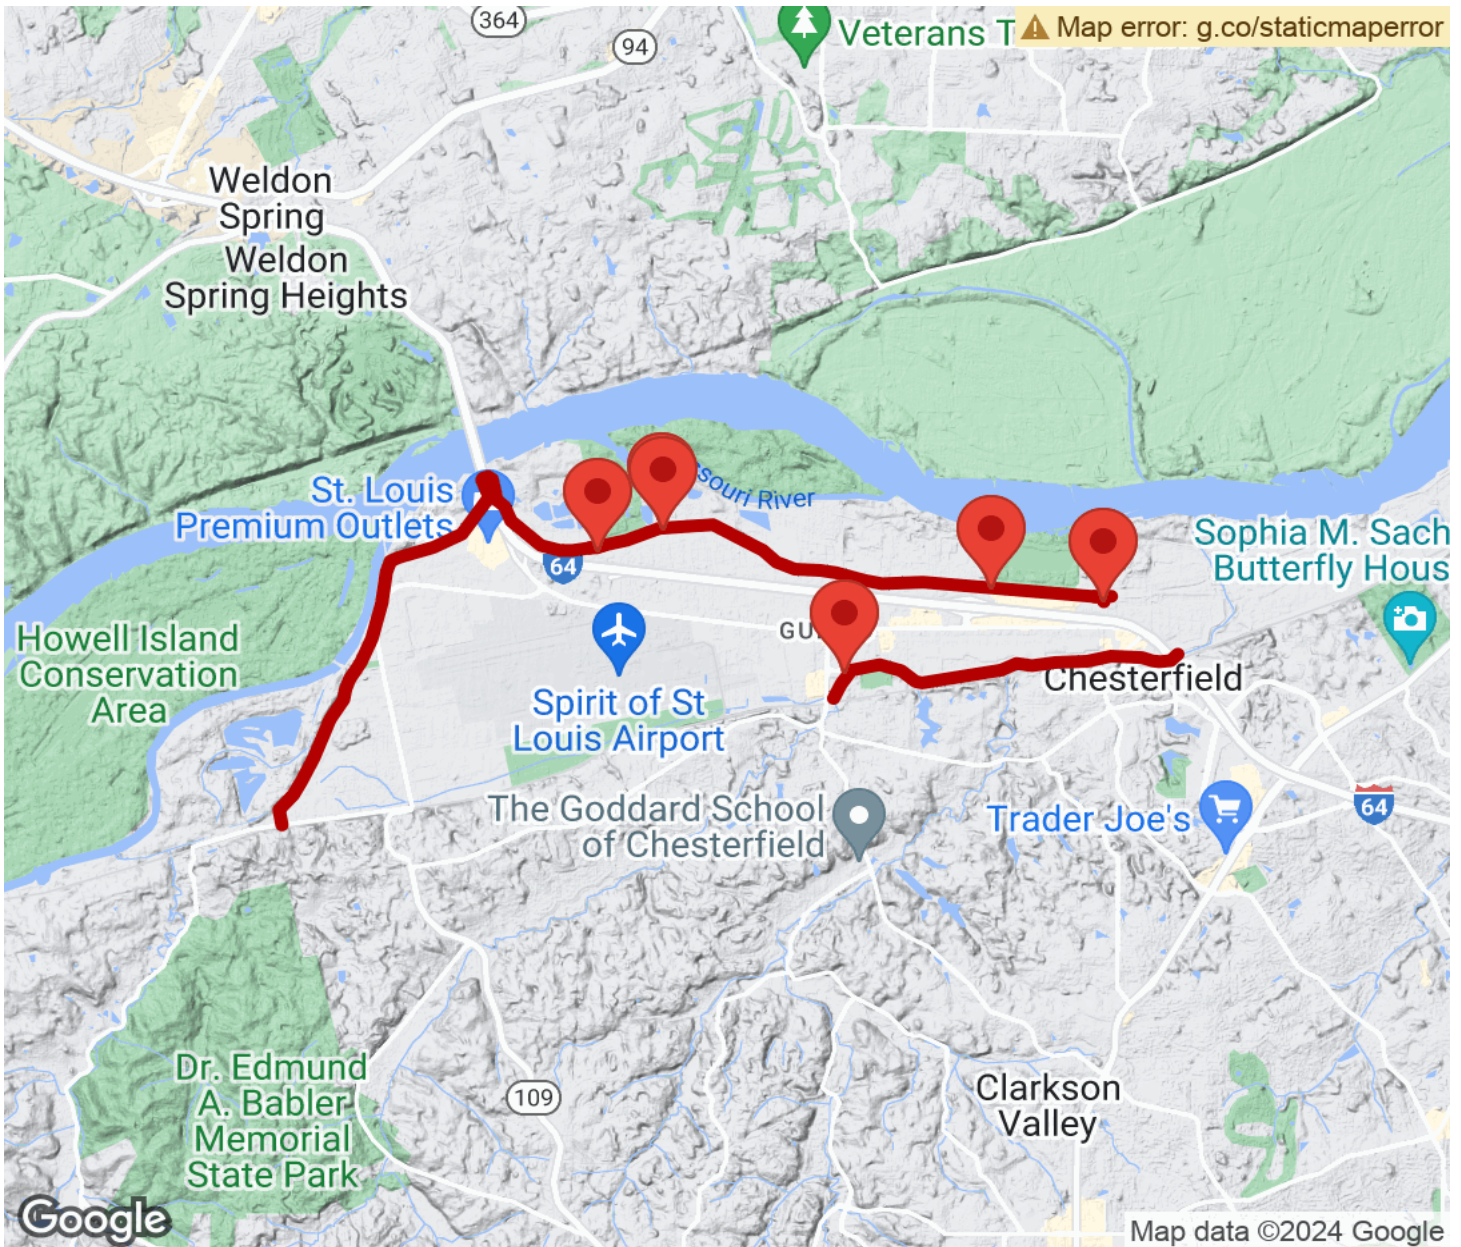 364
94
Veterans T
Map error: g.co/staticmaperror
Weldon
Spring
Weldon
Spring Heights
St. Louis
Premium Outlets
ssouri River
64
Sophia M. Sach
Butterfly Hous
Howell Island
Conservation
Area
GU
Spirit of St
Louis Airport
Chesterfield
The Goddard School
of Chesterfield
Trader Joe's
64
Dr. Edmund
A. Babler
Memorial
State Park
109
Clarkson
Valley
Google
Map data ©2024 Google